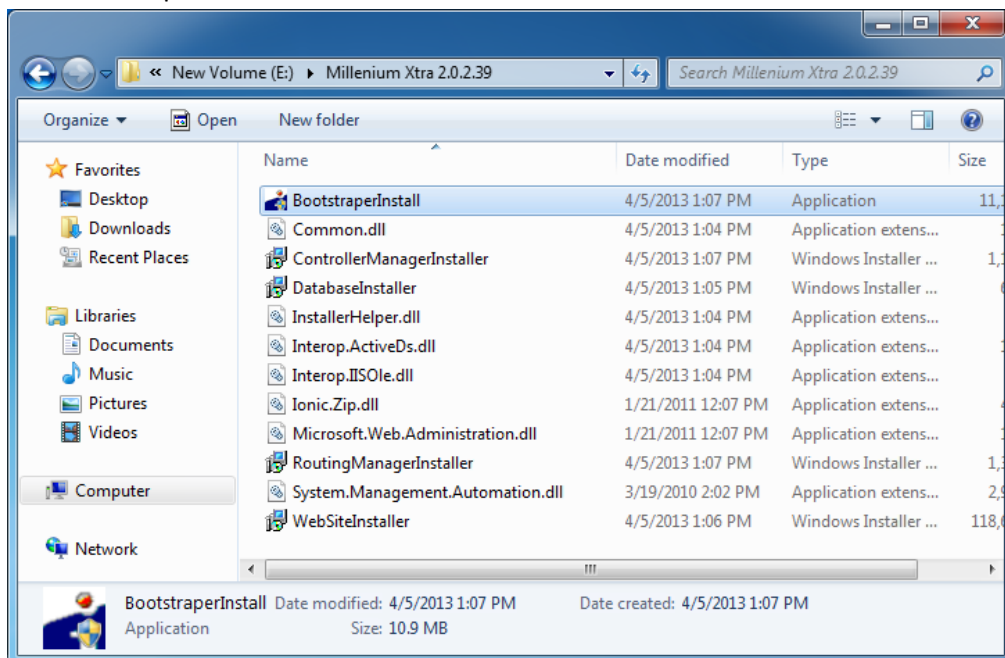 « New Volume (E:) ▸ Millenium Xtra 2.0.2.39 Search Millenium Xtra 2.0.2.39
Organize Open New folder
Favorites
Desktop
Downloads
Recent Places
Libraries
Documents
Music
Pictures
Videos
Computer
Network
Name Date modified Type Size
BootstraperInstall 4/5/2013 1:07 PM Application 11,
Common.dll 4/5/2013 1:04 PM Application extens...
ControllerManagerInstaller 4/5/2013 1:07 PM Windows Installer ... 1,
DatabaseInstaller 4/5/2013 1:05 PM Windows Installer ...
InstallerHelper.dll 4/5/2013 1:04 PM Application extens...
Interop.ActiveDs.dll 4/5/2013 1:04 PM Application extens...
Interop.IISOle.dll 4/5/2013 1:04 PM Application extens...
Ionic.Zip.dll 1/21/2011 12:07 PM Application extens...
Microsoft.Web.Administration.dll 1/21/2011 12:07 PM Application extens...
RoutingManagerInstaller 4/5/2013 1:07 PM Windows Installer ... 1,
System.Management.Automation.dll 3/19/2010 2:02 PM Application extens... 2,
WebSiteInstaller 4/5/2013 1:06 PM Windows Installer ... 118,
BootstraperInstall Date modified: 4/5/2013 1:07 PM Date created: 4/5/2013 1:07 PM
Application Size: 10.9 MB